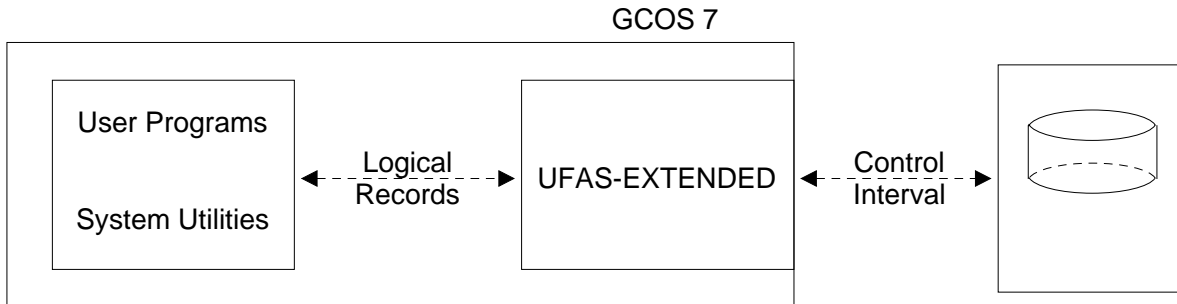 GCOS 7
User Programs
System Utilities
Logical
Records
UFAS-EXTENDED
Control
Interval